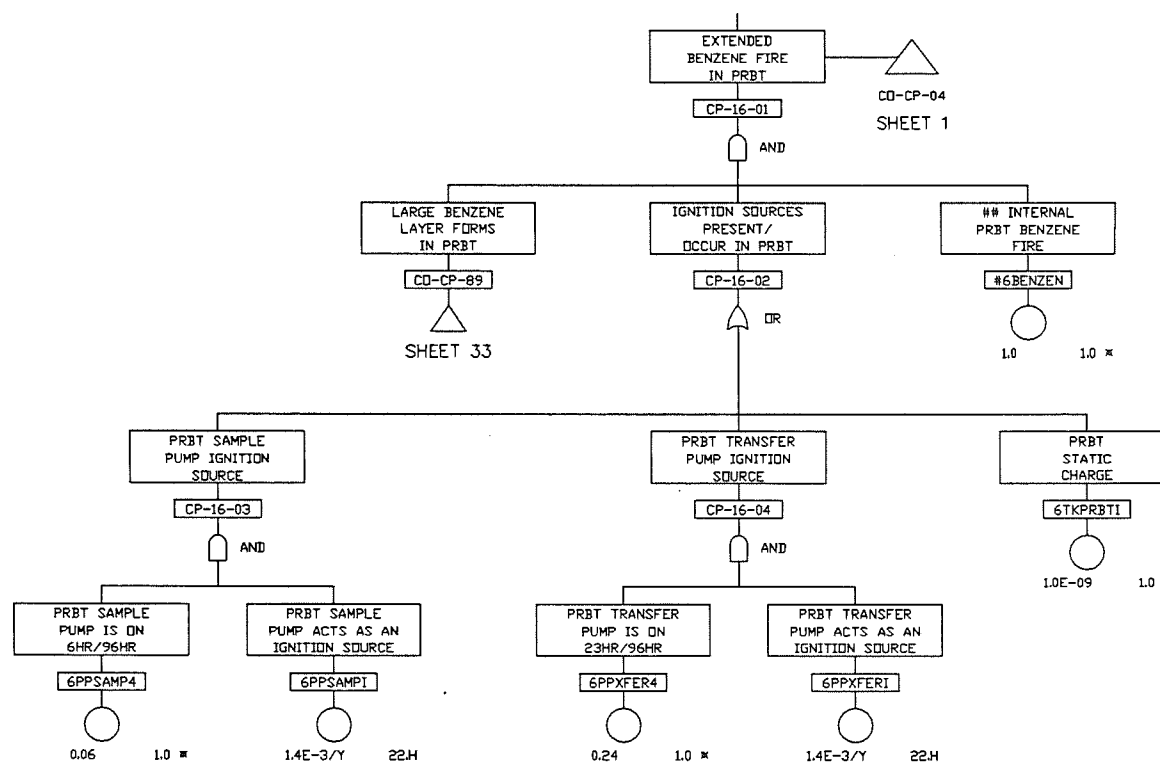 EXTENDED
BENZENE FIRE
IN PRBT
CO-CP-04
SHEET 1
CP-16-01
AND
LARGE BENZENE
LAYER FORMS
IN PRBT
CO-CP-89
SHEET 33
IGNITION SOURCES
PRESENT/
OCCUR IN PRBT
CP-16-02
OR
## INTERNAL
PRBT BENZENE
FIRE
#6BENZEN
1.0 1.0 *
PRBT SAMPLE
PUMP IGNITION
SOURCE
CP-16-03
AND
PRBT TRANSFER
PUMP IGNITION
SOURCE
CP-16-04
AND
PRBT
STATIC
CHARGE
6TKPRBTI
1.0E-09 1.0
PRBT SAMPLE
PUMP IS ON
6HR/96HR
6PPSAMP4
0.06 1.0 *
PRBT SAMPLE
PUMP ACTS AS AN
IGNITION SOURCE
6PPSAMPI
1.4E-3/Y 22.H
PRBT TRANSFER
PUMP IS ON
23HR/96HR
6PPXFER4
0.24 1.0 *
PRBT TRANSFER
PUMP ACTS AS AN
IGNITION SOURCE
6PPXFERI
1.4E-3/Y 22.H